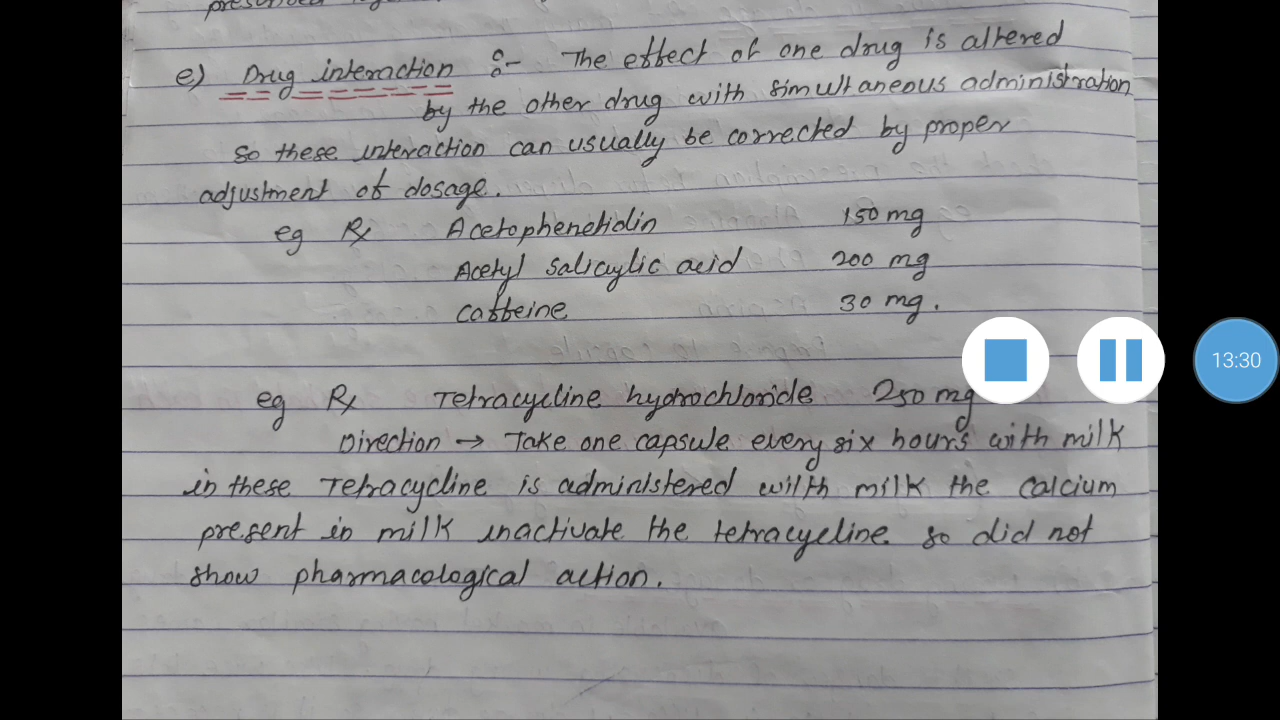 e) Drug interaction :- The effect of one drug is altered
by the other drug with simultaneous administration
so these interaction can usually be corrected by proper
adjustment of dosage.
eg Rx Acetophenetidin 150 mg
Acetyl salicylic acid 200 mg
Caffeine 30 mg.
13:30
eg Rx Tetracycline hydrochloride 250 mg
Direction → Take one capsule every six hours with milk
in these Tetracycline is administered with milk the calcium
present in milk inactivate the tetracycline so did not
show pharmacological action.